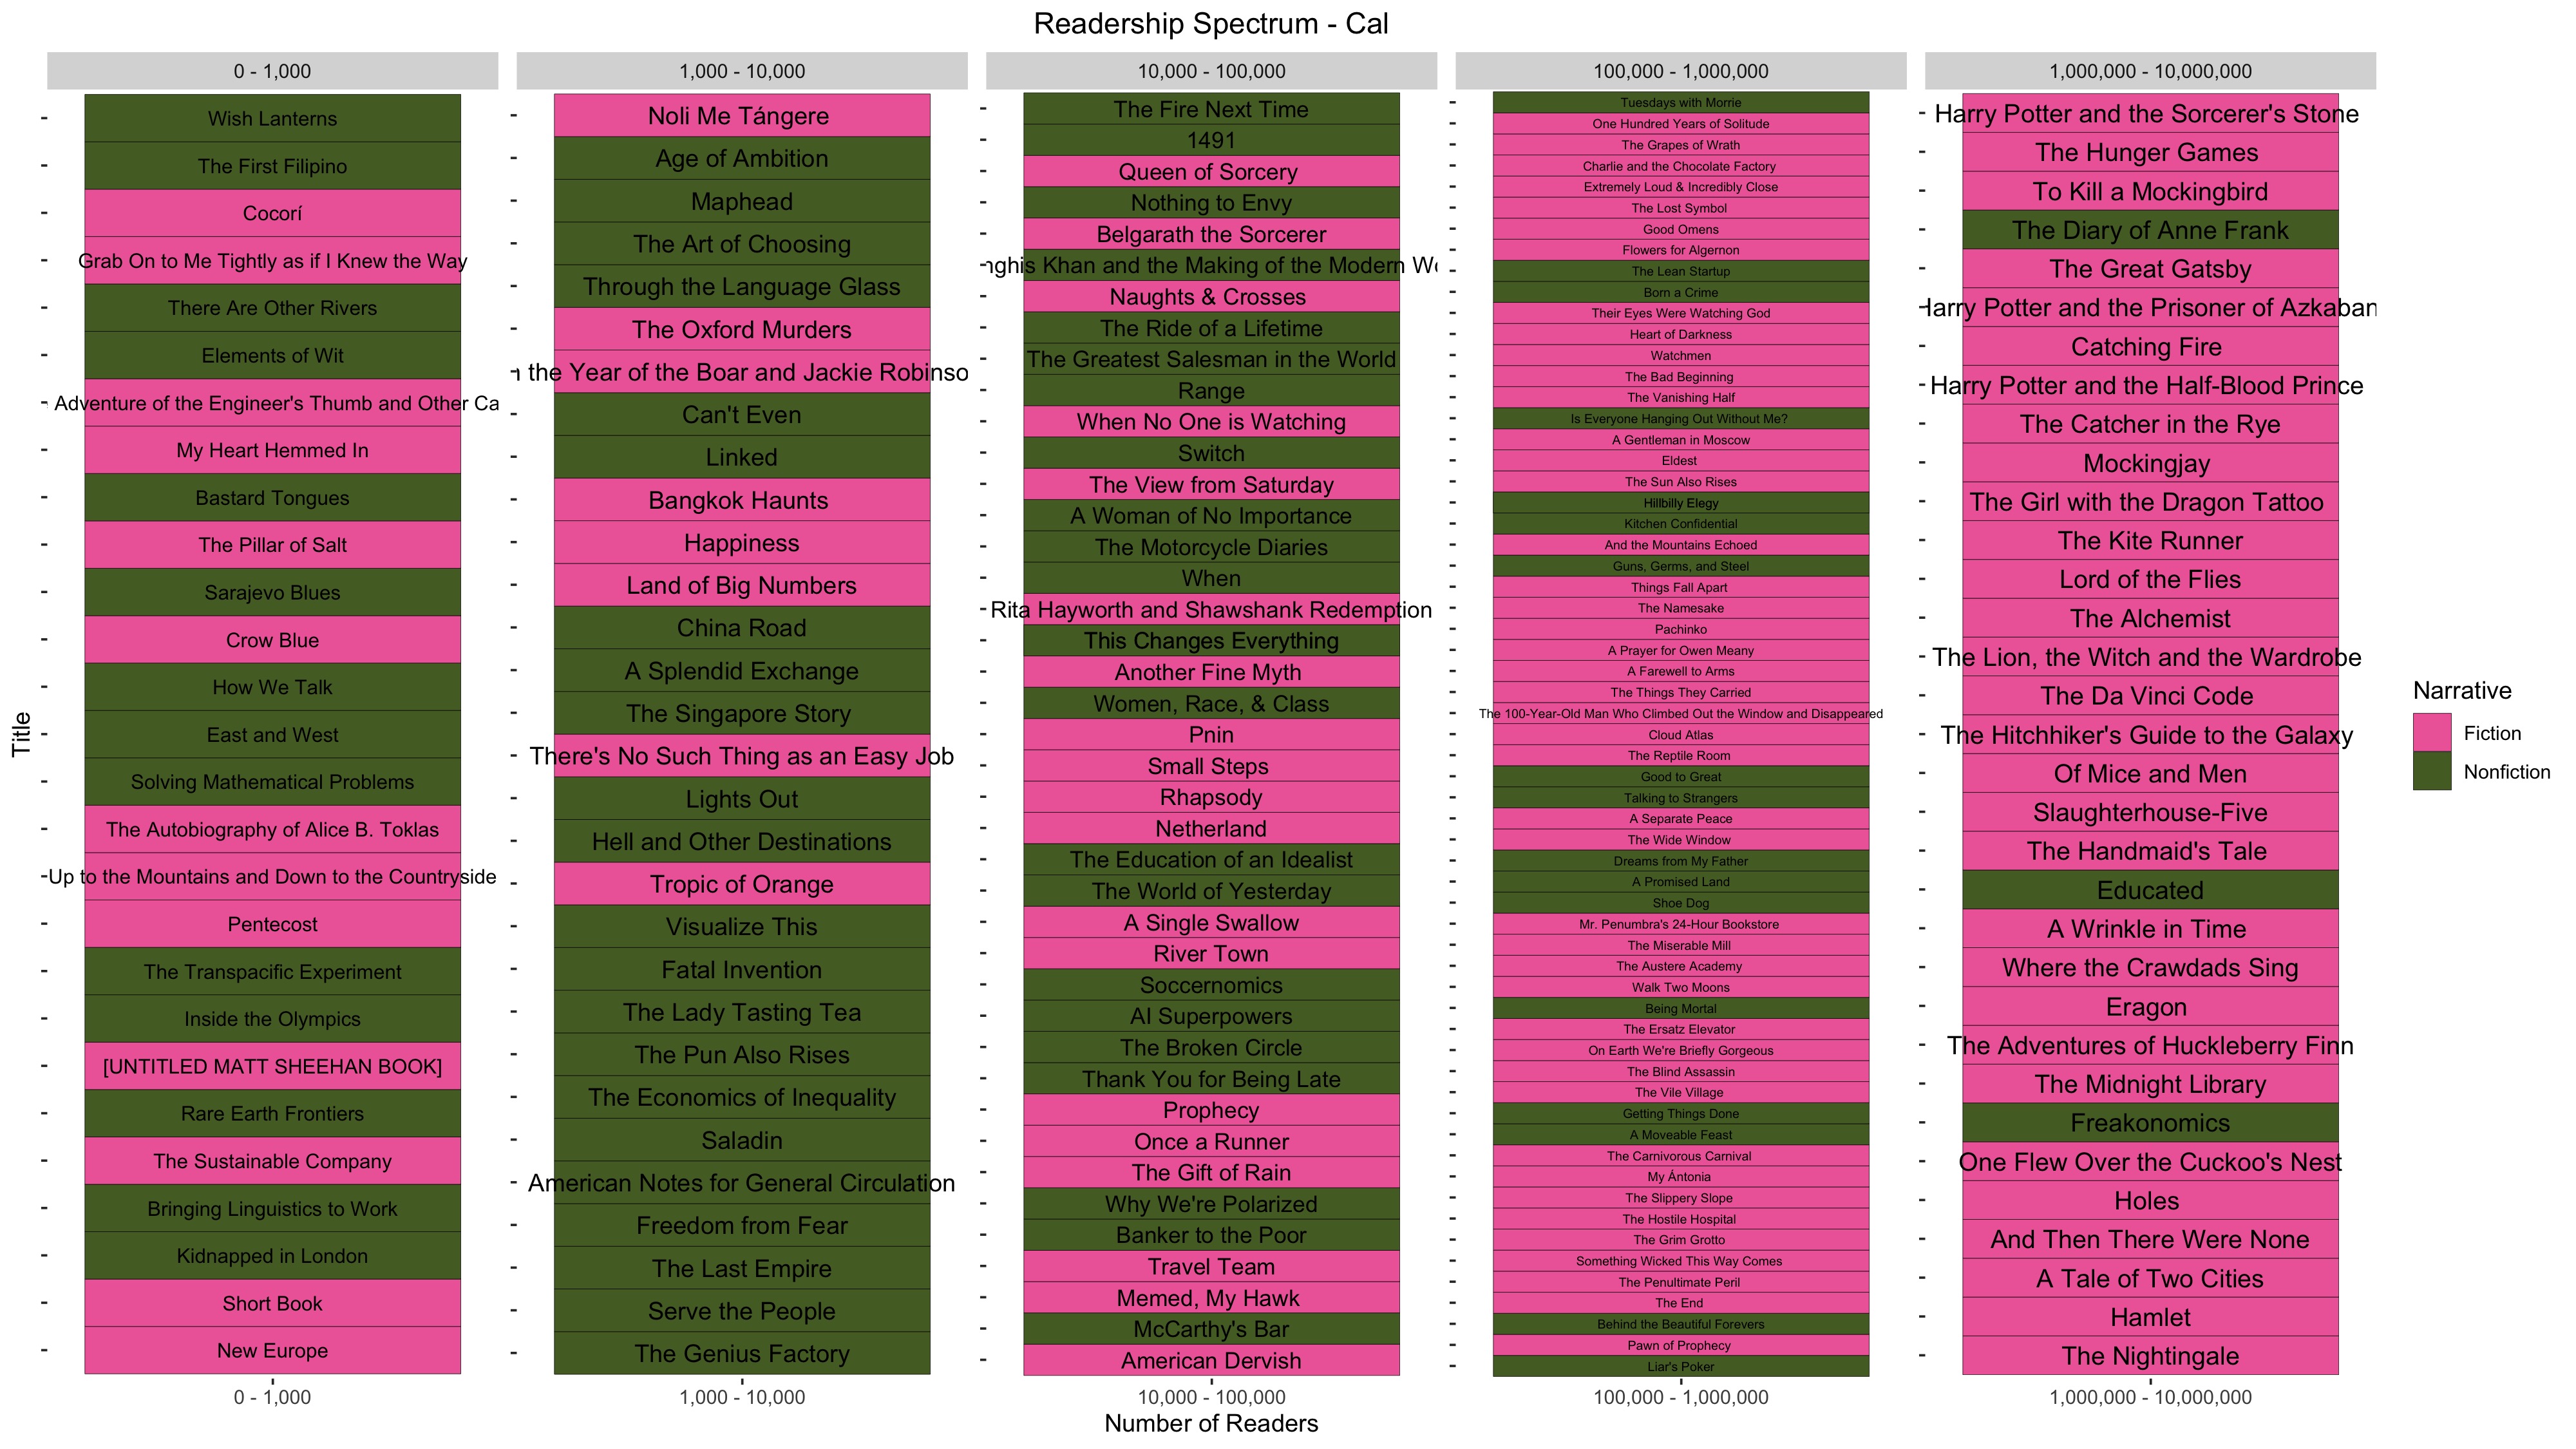 Readership Spectrum - Cal
0 - 1,000
Wish Lanterns
The First Filipino
Cocorí
Grab On to Me Tightly as if I Knew the Way
There Are Other Rivers
Elements of Wit
Adventure of the Engineer's Thumb and Other Ca
My Heart Hemmed In
Bastard Tongues
The Pillar of Salt
Sarajevo Blues
Crow Blue
How We Talk
East and West
Solving Mathematical Problems
The Autobiography of Alice B. Toklas
Up to the Mountains and Down to the Countryside
Pentecost
The Transpacific Experiment
Inside the Olympics
[UNTITLED MATT SHEEHAN BOOK]
Rare Earth Frontiers
The Sustainable Company
Bringing Linguistics to Work
Kidnapped in London
Short Book
New Europe
0 - 1,000
1,000 - 10,000
Noli Me Tángere
Age of Ambition
Maphead
The Art of Choosing
Through the Language Glass
The Oxford Murders
the Year of the Boar and Jackie Robinso
Can't Even
Linked
Bangkok Haunts
Happiness
Land of Big Numbers
China Road
A Splendid Exchange
The Singapore Story
There's No Such Thing as an Easy Job
Lights Out
Hell and Other Destinations
Tropic of Orange
Visualize This
Fatal Invention
The Lady Tasting Tea
The Pun Also Rises
The Economics of Inequality
Saladin
American Notes for General Circulation
Freedom from Fear
The Last Empire
Serve the People
The Genius Factory
1,000 - 10,000
10,000 - 100,000
The Fire Next Time
1491
Queen of Sorcery
Nothing to Envy
Belgarath the Sorcerer
nghis Khan and the Making of the Modern Wo
Naughts & Crosses
The Ride of a Lifetime
The Greatest Salesman in the World
Range
When No One is Watching
Switch
The View from Saturday
A Woman of No Importance
The Motorcycle Diaries
When
Rita Hayworth and Shawshank Redemption
This Changes Everything
Another Fine Myth
Women, Race, & Class
Pnin
Small Steps
Rhapsody
Netherland
The Education of an Idealist
The World of Yesterday
A Single Swallow
River Town
Soccernomics
AI Superpowers
The Broken Circle
Thank You for Being Late
Prophecy
Once a Runner
The Gift of Rain
Why We're Polarized
Banker to the Poor
Travel Team
Memed, My Hawk
McCarthy's Bar
American Dervish
10,000 - 100,000
100,000 - 1,000,000
Tuesdays with Morrie
One Hundred Years of Solitude
The Grapes of Wrath
Charlie and the Chocolate Factory
Extremely Loud & Incredibly Close
The Lost Symbol
Good Omens
Flowers for Algernon
The Lean Startup
Born a Crime
Their Eyes Were Watching God
Heart of Darkness
Watchmen
The Bad Beginning
The Vanishing Half
Is Everyone Hanging Out Without Me?
A Gentleman in Moscow
Eldest
The Sun Also Rises
Hillbilly Elegy
Kitchen Confidential
And the Mountains Echoed
Guns, Germs, and Steel
Things Fall Apart
The Namesake
Pachinko
A Prayer for Owen Meany
A Farewell to Arms
The Things They Carried
The 100-Year-Old Man Who Climbed Out the Window and Disappeared
Cloud Atlas
The Reptile Room
Good to Great
Talking to Strangers
A Separate Peace
The Wide Window
Dreams from My Father
A Promised Land
Shoe Dog
Mr. Penumbra's 24-Hour Bookstore
The Miserable Mill
The Austere Academy
Walk Two Moons
Being Mortal
The Ersatz Elevator
On Earth We're Briefly Gorgeous
The Blind Assassin
The Vile Village
Getting Things Done
A Moveable Feast
The Carnivorous Carnival
My Ántonia
The Slippery Slope
The Hostile Hospital
The Grim Grotto
Something Wicked This Way Comes
The Penultimate Peril
The End
Behind the Beautiful Forevers
Pawn of Prophecy
Liar's Poker
100,000 - 1,000,000
1,000,000 - 10,000,000
Harry Potter and the Sorcerer's Stone
The Hunger Games
To Kill a Mockingbird
The Diary of Anne Frank
The Great Gatsby
Harry Potter and the Prisoner of Azkaban
Catching Fire
Harry Potter and the Half-Blood Prince
The Catcher in the Rye
Mockingjay
The Girl with the Dragon Tattoo
The Kite Runner
Lord of the Flies
The Alchemist
The Lion, the Witch and the Wardrobe
The Da Vinci Code
The Hitchhiker's Guide to the Galaxy
Of Mice and Men
Slaughterhouse-Five
The Handmaid's Tale
Educated
A Wrinkle in Time
Where the Crawdads Sing
Eragon
The Adventures of Huckleberry Finn
The Midnight Library
Freakonomics
One Flew Over the Cuckoo's Nest
Holes
And Then There Were None
A Tale of Two Cities
Hamlet
The Nightingale
1,000,000 - 10,000,000
Title
Number of Readers
Narrative
Fiction
Nonfiction